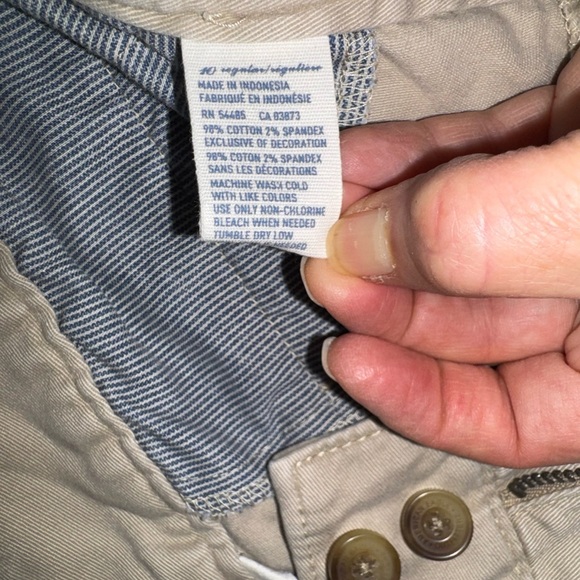 10 regular/régulière
MADE IN INDONESIA
FABRIQUÉ EN INDONÉSIE
RN 54485 CA 03873
98% COTTON 2% SPANDEX
EXCLUSIVE OF DECORATION
98% COTON 2% SPANDEX
SANS LES DÉCORATIONS
MACHINE WASH COLD
WITH LIKE COLORS
USE ONLY NON-CHLORINE
BLEACH WHEN NEEDED
TUMBLE DRY LOW
NEEDED